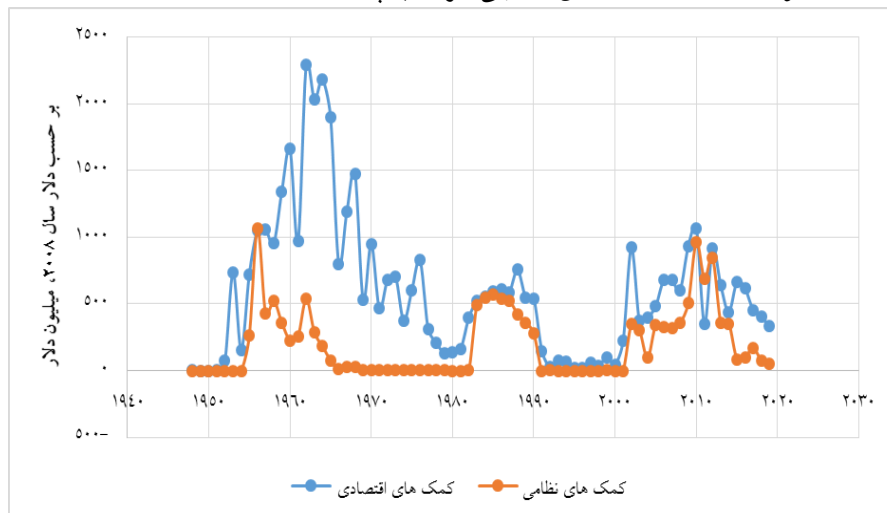 ۲۵۰۰
۲۰۰۰
۱۵۰۰
۱۰۰۰
۵۰۰
۰
۵۰۰-
بر حسب دلار سال ۲۰۰۸، میلیون دلار
۱۹۴۰ ۱۹۵۰ ۱۹۶۰ ۱۹۷۰ ۱۹۸۰ ۱۹۹۰ ۲۰۰۰ ۲۰۱۰ ۲۰۲۰ ۲۰۳۰
کمک های اقتصادی
کمک های نظامی